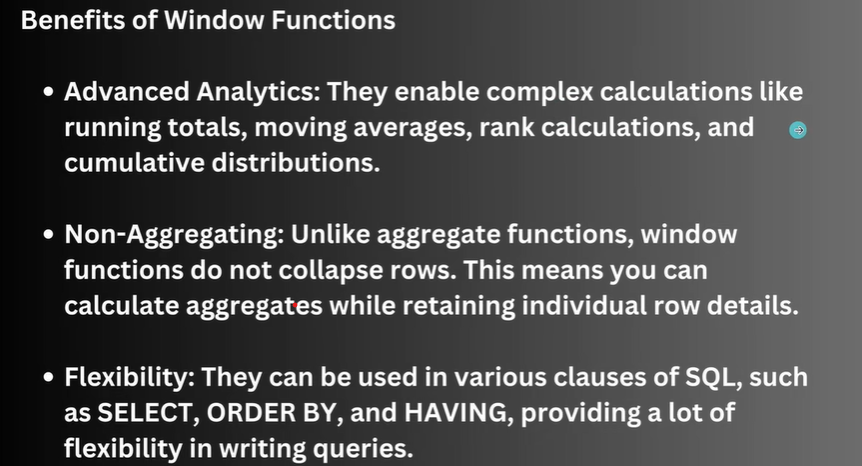 Benefits of Window Functions
• Advanced Analytics: They enable complex calculations like
running totals, moving averages, rank calculations, and
cumulative distributions.
• Non-Aggregating: Unlike aggregate functions, window
functions do not collapse rows. This means you can
calculate aggregates while retaining individual row details.
• Flexibility: They can be used in various clauses of SQL, such
as SELECT, ORDER BY, and HAVING, providing a lot of
flexibility in writing queries.